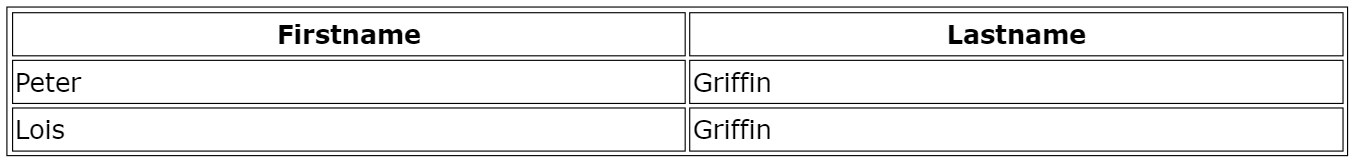 Firstname Lastname
Peter Griffin
Lois Griffin